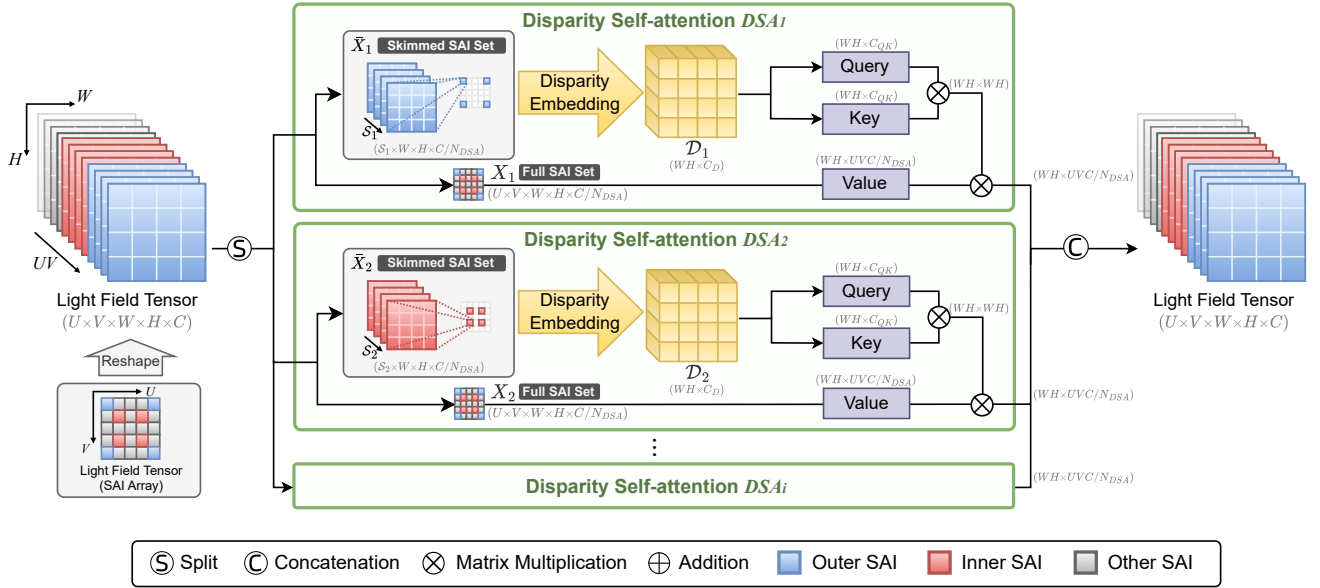 W
H
UV
Light Field Tensor
(U×V×W×H×C)
Reshape
U
V
Light Field Tensor
(SAI Array)
S
Disparity Self-attention DSA1
X̄1 Skimmed SAI Set
S1
(S1×W×H×C/NDSA)
Disparity
Embedding
D1
(WH×CD)
(WH×CQK)
Query
(WH×CQK)
Key
(WH×WH)
X1 Full SAI Set
(U×V×W×H×C/NDSA)
(WH×UVC/NDSA)
Value
(WH×UVC/NDSA)
Disparity Self-attention DSA2
X̄2 Skimmed SAI Set
S2
(S2×W×H×C/NDSA)
Disparity
Embedding
D2
(WH×CD)
(WH×CQK)
Query
(WH×CQK)
Key
(WH×WH)
X2 Full SAI Set
(U×V×W×H×C/NDSA)
(WH×UVC/NDSA)
Value
(WH×UVC/NDSA)
⋮
Disparity Self-attention DSAi
(WH×UVC/NDSA)
C
Light Field Tensor
(U×V×W×H×C)
S Split C Concatenation ⊗ Matrix Multiplication ⊕ Addition Outer SAI Inner SAI Other SAI